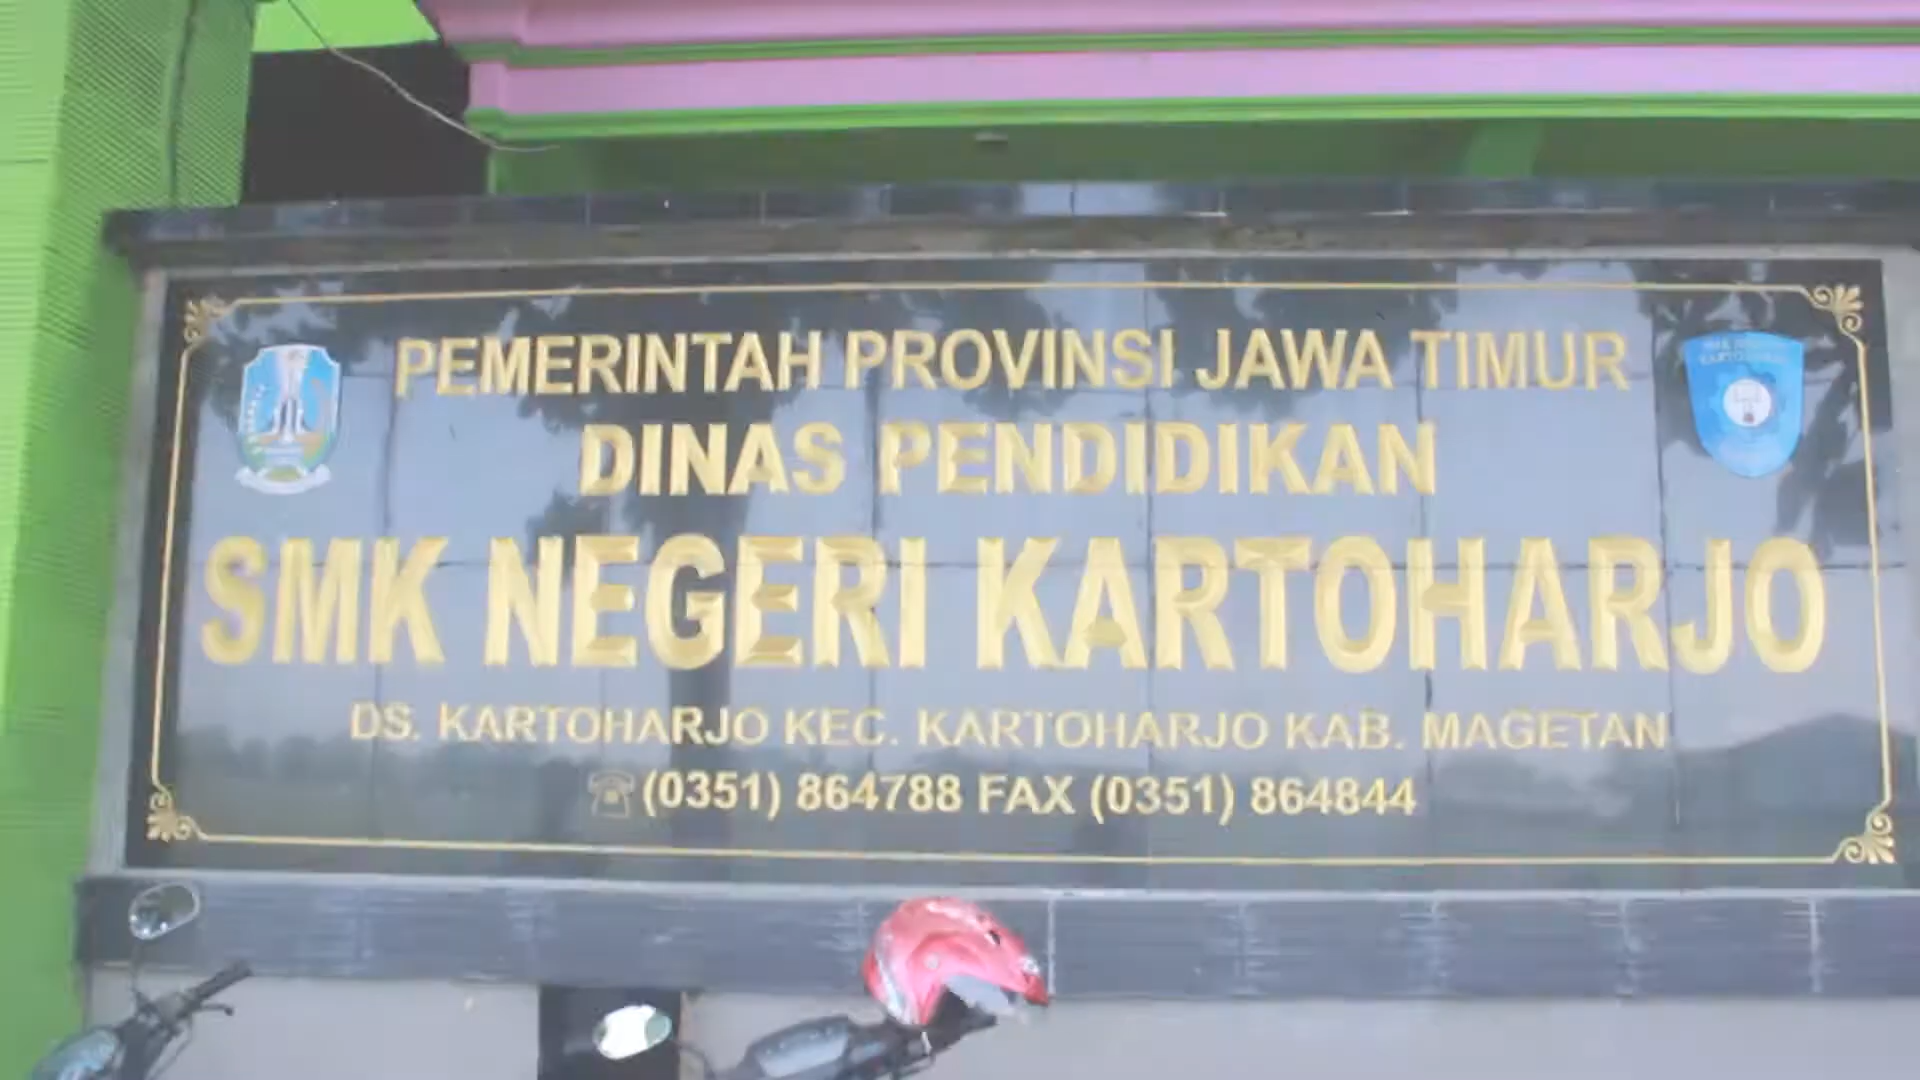 PEMERINTAH PROVINSI JAWA TIMUR
DINAS PENDIDIKAN
SMK NEGERI KARTOHARJO
DS. KARTOHARJO KEC. KARTOHARJO KAB. MAGETAN
(0351) 864788 FAX (0351) 864844